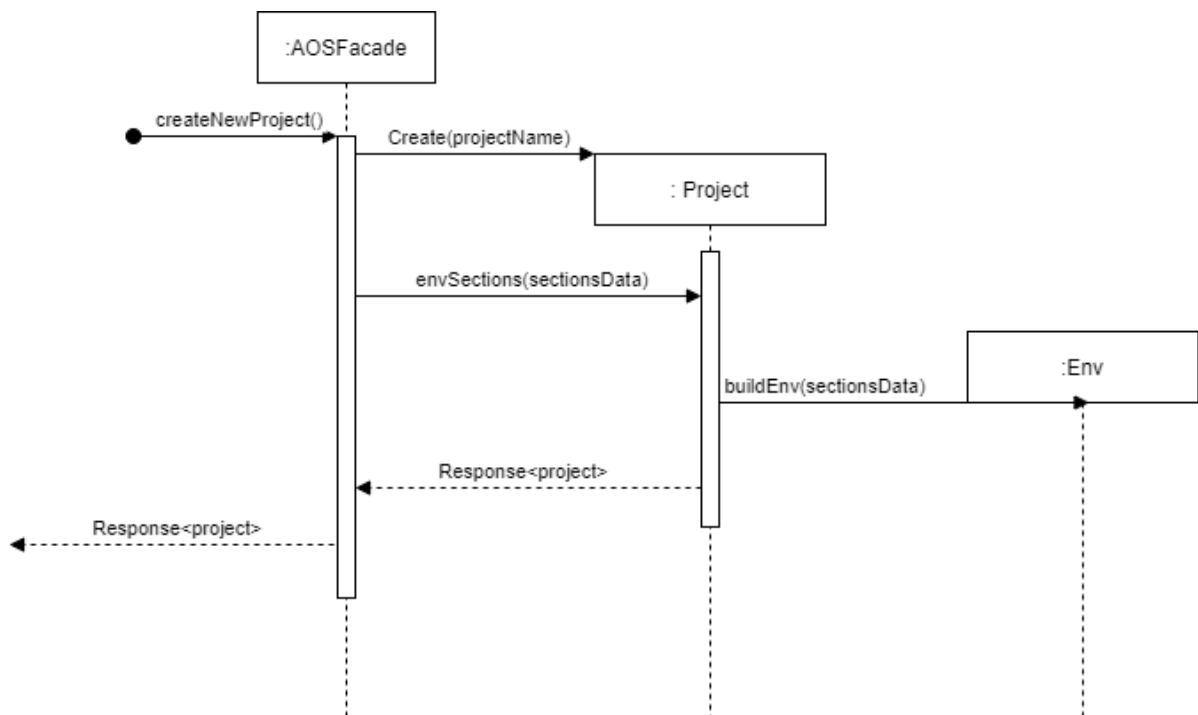 :AOSFacade
createNewProject()
Create(projectName)
: Project
envSections(sectionsData)
:Env
buildEnv(sectionsData)
Response<project>
Response<project>